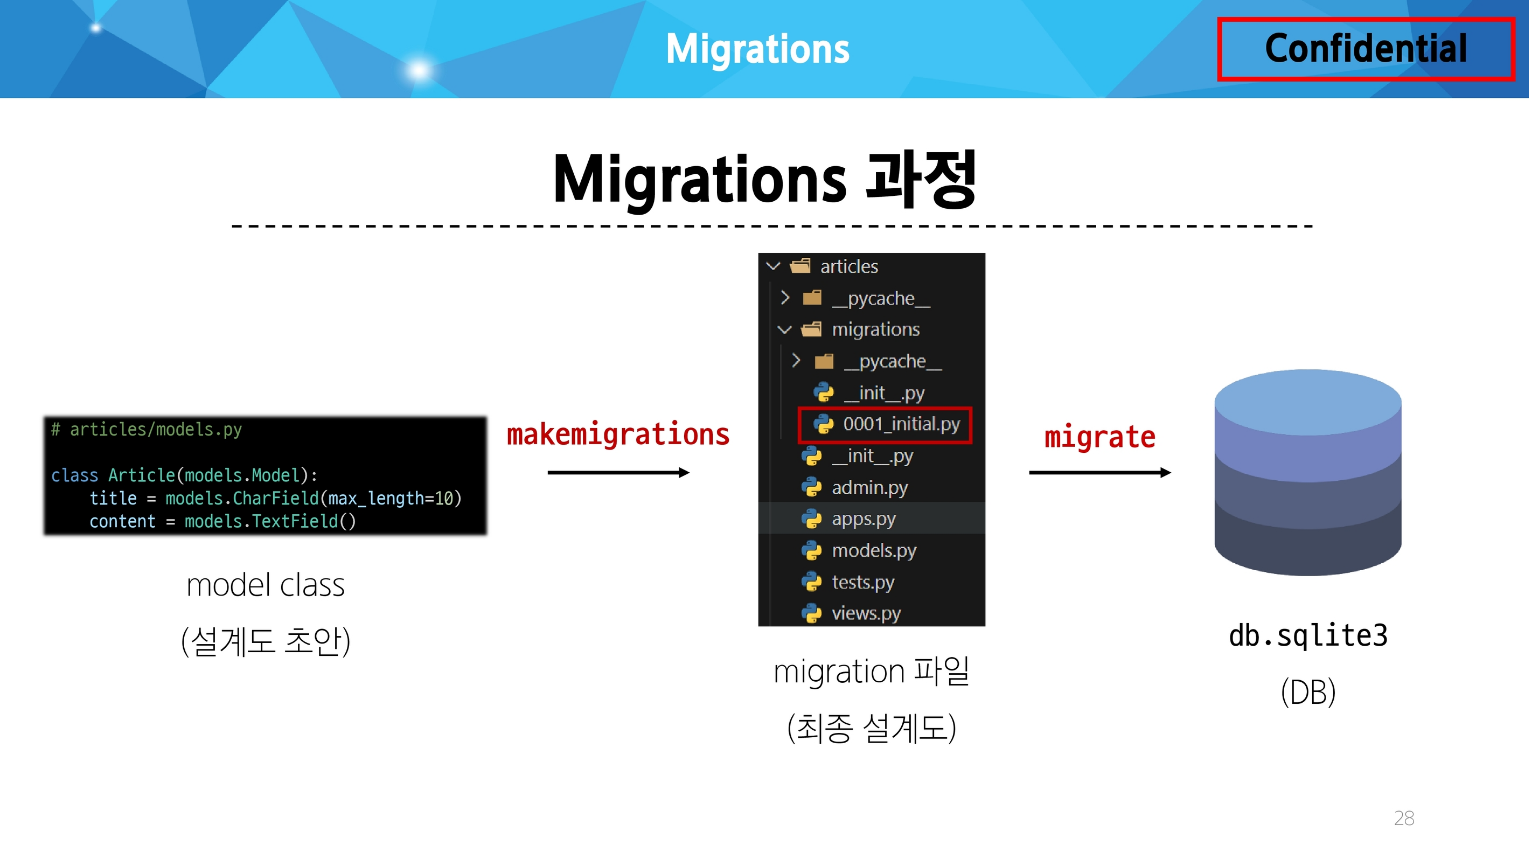 Migrations
Confidential
Migrations 과정
# articles/models.py
class Article(models.Model):
title = models.CharField(max_length=10)
content = models.TextField()
model class
(설계도 초안)
makemigrations
articles
__pycache__
migrations
__pycache__
__init__.py
0001_initial.py
__init__.py
admin.py
apps.py
models.py
tests.py
views.py
migration 파일
(최종 설계도)
migrate
db.sqlite3
(DB)
28